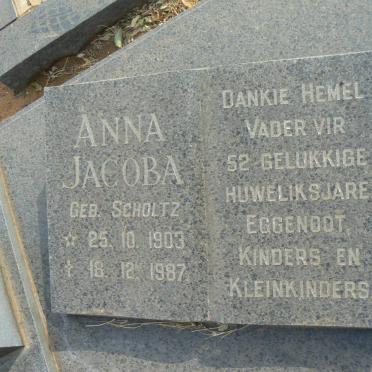 ANNA
JACOBA
GEB. SCHOLTZ
☆ 25. 10. 1903
† 18. 12. 1987
DANKIE HEMEL
VADER VIR
52 GELUKKIGE
HUWELIKSJARE
EGGENOOT,
KINDERS EN
KLEINKINDERS